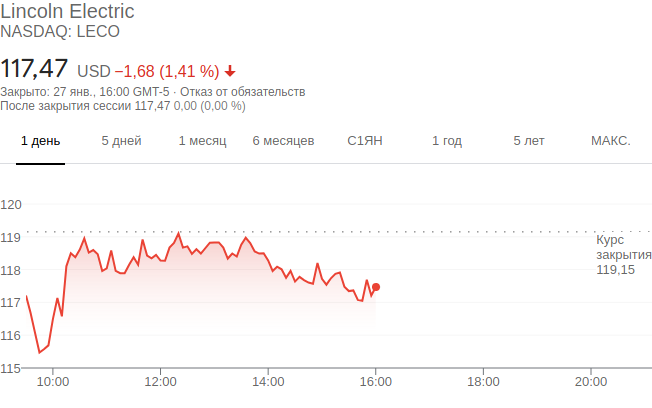 Lincoln Electric
NASDAQ: LECO
117,47 USD −1,68 (1,41 %)
Закрыто: 27 янв., 16:00 GMT-5 · Отказ от обязательств
После закрытия сессии 117,47 0,00 (0,00 %)
1 день 5 дней 1 месяц 6 месяцев С1ЯН 1 год 5 лет МАКС.
120
119
Курс
закрытия
119,15
118
117
116
115
10:00 12:00 14:00 16:00 18:00 20:00